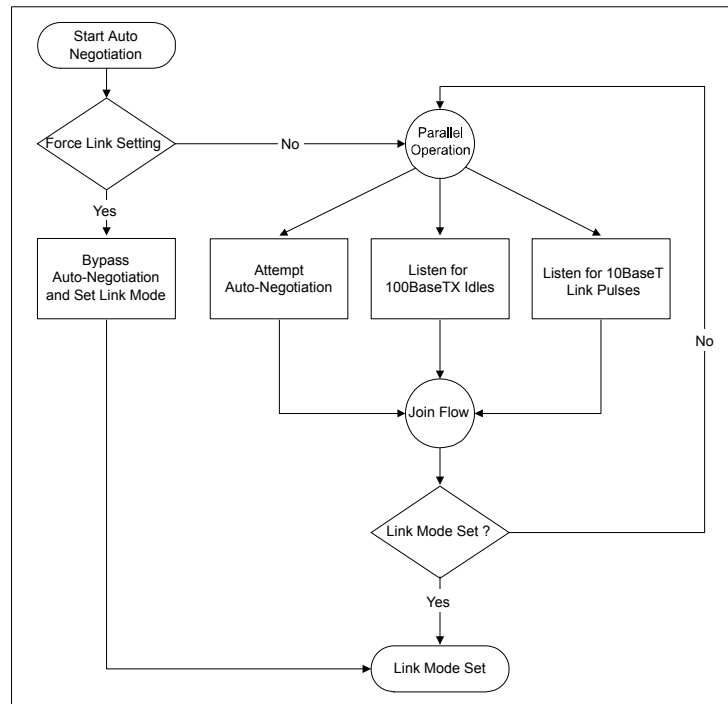 Start Auto
Negotiation
Force Link Setting
No
Parallel
Operation
Yes
Bypass
Auto-Negotiation
and Set Link Mode
Attempt
Auto-Negotiation
Listen for
100BaseTX Idles
Listen for 10BaseT
Link Pulses
No
Join Flow
Link Mode Set ?
Yes
Link Mode Set